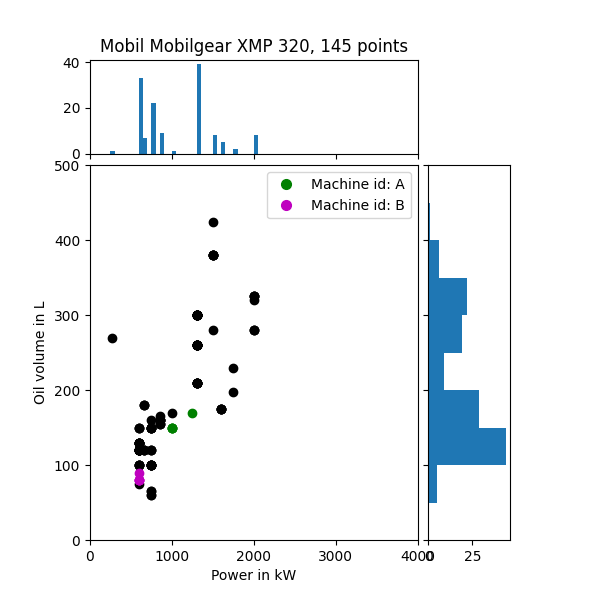 Mobil Mobilgear XMP 320, 145 points
40
20
0
500
Machine id: A
Machine id: B
400
300
200
100
0
Oil volume in L
0 1000 2000 3000 4000
0 25
Power in kW